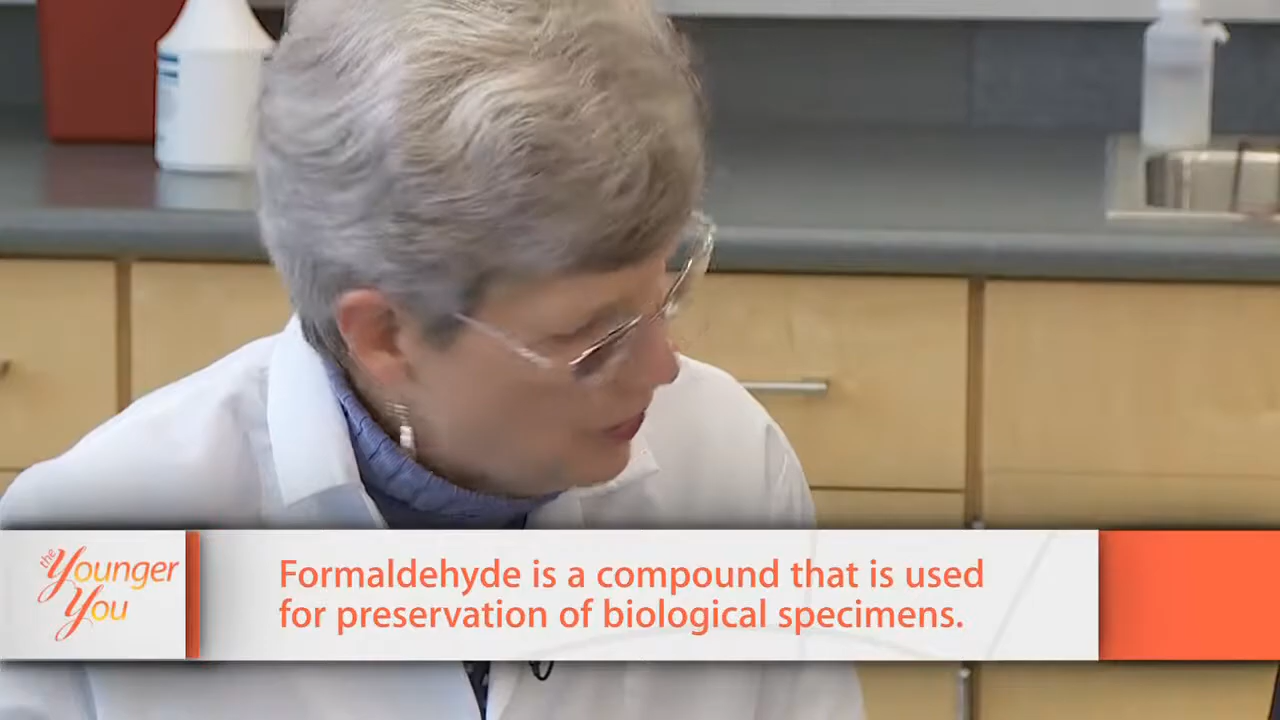 the
Younger
You
Formaldehyde is a compound that is used
for preservation of biological specimens.